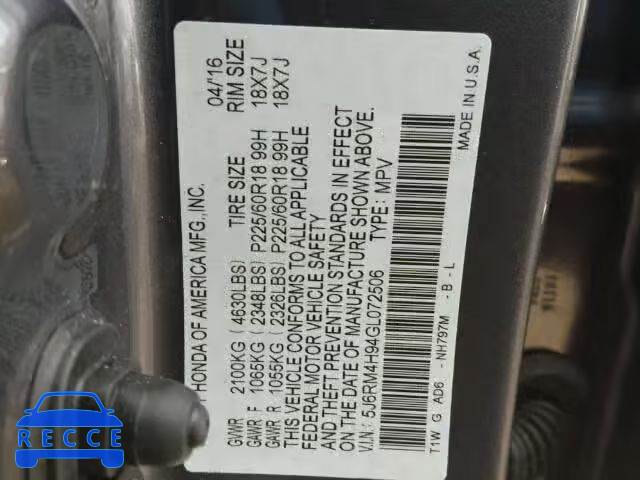 HONDA OF AMERICA MFG., INC. 04/'16
GVWR 2100KG ( 4630LBS) TIRE SIZE RIM SIZE
GAWR F 1065KG ( 2348LBS) P225/60R18 99H 18X7J
GAWR R 1055KG ( 2326LBS) P225/60R18 99H 18X7J
THIS VEHICLE CONFORMS TO ALL APPLICABLE
FEDERAL MOTOR VEHICLE SAFETY
AND THEFT PREVENTION STANDARDS IN EFFECT
ON THE DATE OF MANUFACTURE SHOWN ABOVE.
V.I.N.: 5J6RM4H94GL072506 TYPE: MPV
T1W G AD6 NH797M - B - L MADE IN U.S.A.
RECCE